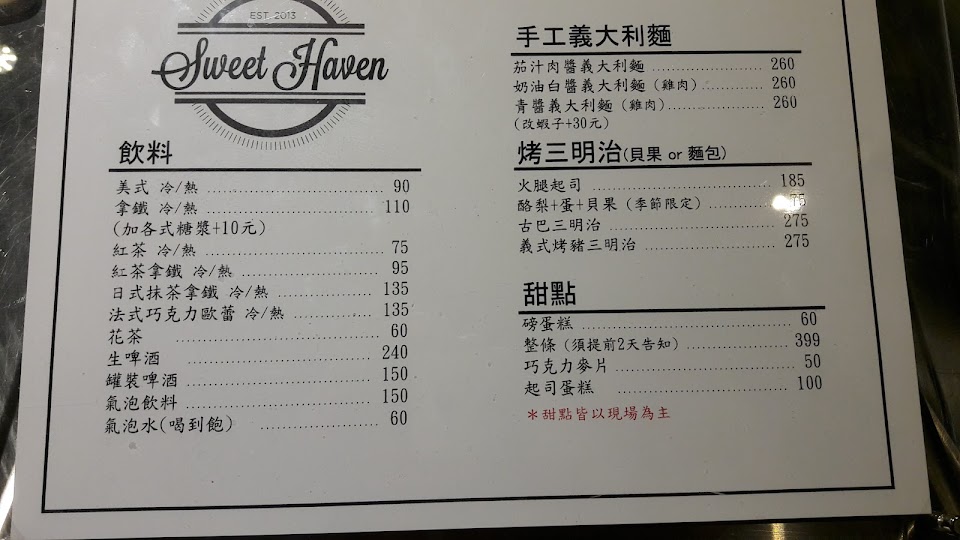 EST. 2013
Sweet Haven
飲料
美式 冷/熱 90
拿鐵 冷/熱 110
(加各式糖漿+10元)
紅茶 冷/熱 75
紅茶拿鐵 冷/熱 95
日式抹茶拿鐵 冷/熱 135
法式巧克力歐蕾 冷/熱 135
花茶 60
生啤酒 240
罐裝啤酒 150
氣泡飲料 150
氣泡水(喝到飽) 60
手工義大利麵
茄汁肉醬義大利麵 260
奶油白醬義大利麵 (雞肉) 260
青醬義大利麵 (雞肉) 260
(改蝦子+30元)
烤三明治(貝果 or 麵包)
火腿起司 185
酪梨+蛋+貝果 (季節限定)
古巴三明治 275
義式烤豬三明治 275
甜點
磅蛋糕 60
整條 (須提前2天告知) 399
巧克力麥片 50
起司蛋糕 100
*甜點皆以現場為主